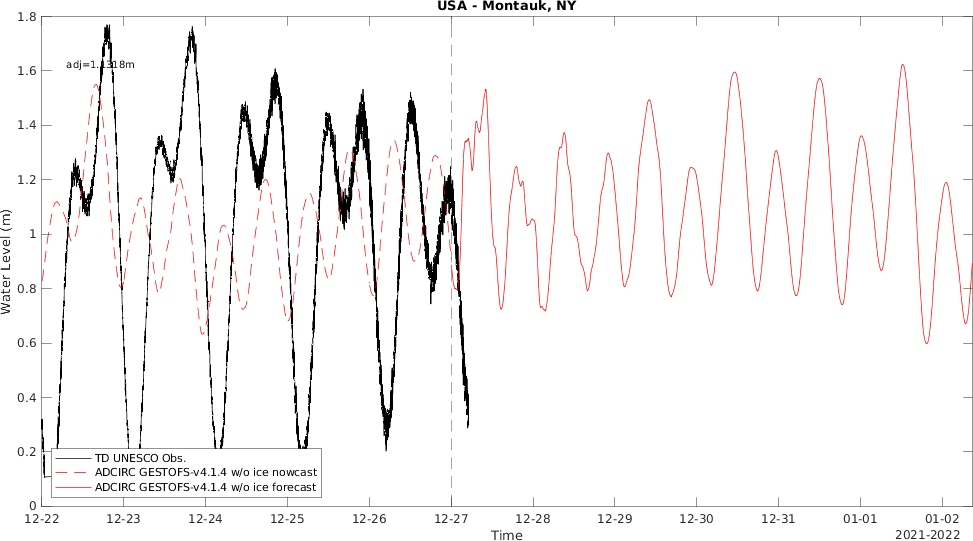 USA - Montauk, NY
1.8
1.6
1.4
1.2
1
0.8
0.6
0.4
0.2
0
Water Level (m)
adj=1.1318m
TD UNESCO Obs.
ADCIRC GESTOFS-v4.1.4 w/o ice nowcast
ADCIRC GESTOFS-v4.1.4 w/o ice forecast
12-22 12-23 12-24 12-25 12-26 12-27 12-28 12-29 12-30 12-31 01-01 01-02
Time
2021-2022